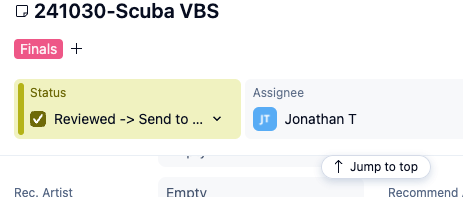 241030-Scuba VBS
Finals +
Status
Assignee
Reviewed -> Send to ...
JT Jonathan T
Jump to top
Rec. Artist
Empty
Recommend